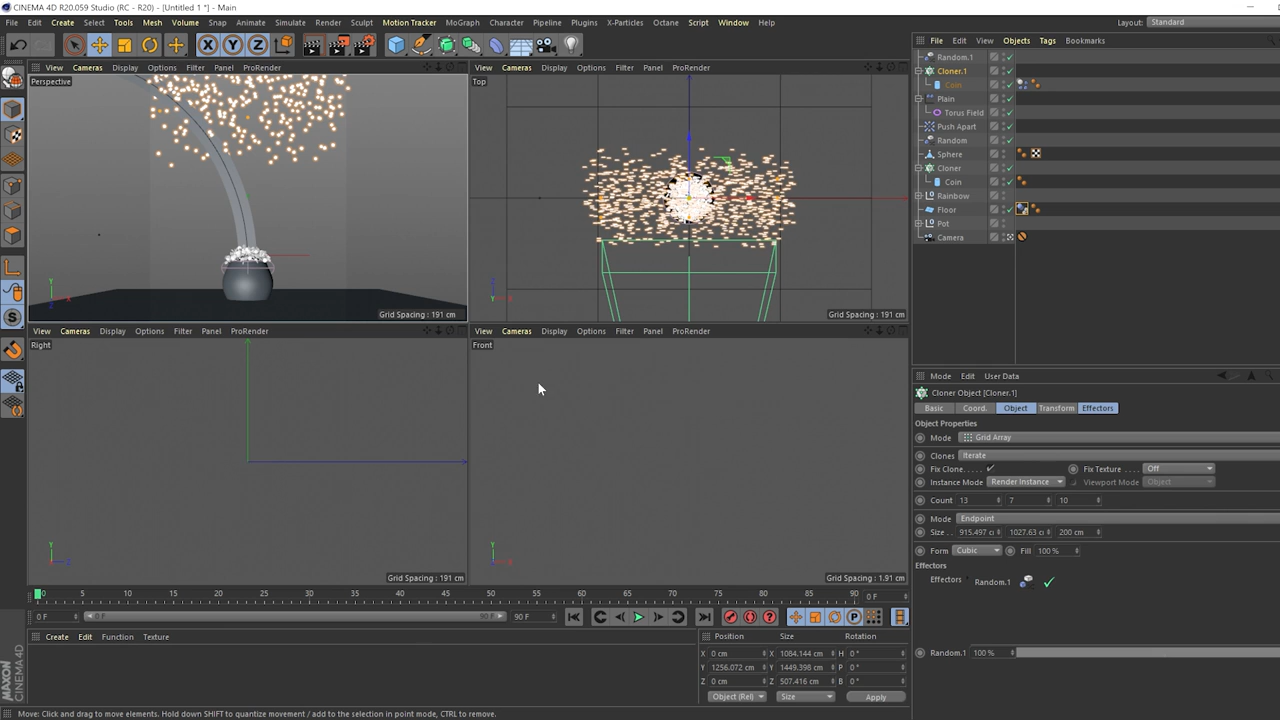 CINEMA 4D R20.059 Studio (RC - R20) - [Untitled 1 *] - Main
File Edit Create Select Tools Mesh Volume Snap Animate Simulate Render Sculpt Motion Tracker MoGraph Character Pipeline Plugins X-Particles Octane Script Window Help
Layout: Standard
File Edit View Objects Tags Bookmarks
View Cameras Display Options Filter Panel ProRender
Perspective
Grid Spacing : 191 cm
View Cameras Display Options Filter Panel ProRender
Top
Grid Spacing : 191 cm
Random.1
Cloner.1
Coin
Plain
Torus Field
Push Apart
Random
Sphere
Cloner
Coin
Rainbow
Floor
Pot
Camera
View Cameras Display Options Filter Panel ProRender
Right
Grid Spacing : 191 cm
View Cameras Display Options Filter Panel ProRender
Front
Grid Spacing : 1.91 cm
Mode Edit User Data
Cloner Object [Cloner.1]
Basic Coord. Object Transform Effectors
Object Properties
Mode Grid Array
Clones Iterate
Fix Clone. . . . . Fix Texture . . . . Off
Instance Mode Render Instance Viewport Mode Object
Count 13 7 10
Mode Endpoint
Size . . 915.497 cı 1027.63 cı 200 cm
Form Cubic Fill 100 %
Effectors
Effectors Random.1
Random.1 100 %
0 5 10 15 20 25 30 35 40 45 50 55 60 65 70 75 80 85 90 0 F
0 F 0 F 90 F 90 F
Create Edit Function Texture
Position Size Rotation
X 0 cm X 1084.144 cm H 0 °
Y 1256.072 cm Y 1449.398 cm P 0 °
Z 0 cm Z 507.416 cm B 0 °
Object (Rel) Size Apply
MAXON CINEMA 4D
Move: Click and drag to move elements. Hold down SHIFT to quantize movement / add to the selection in point mode, CTRL to remove.